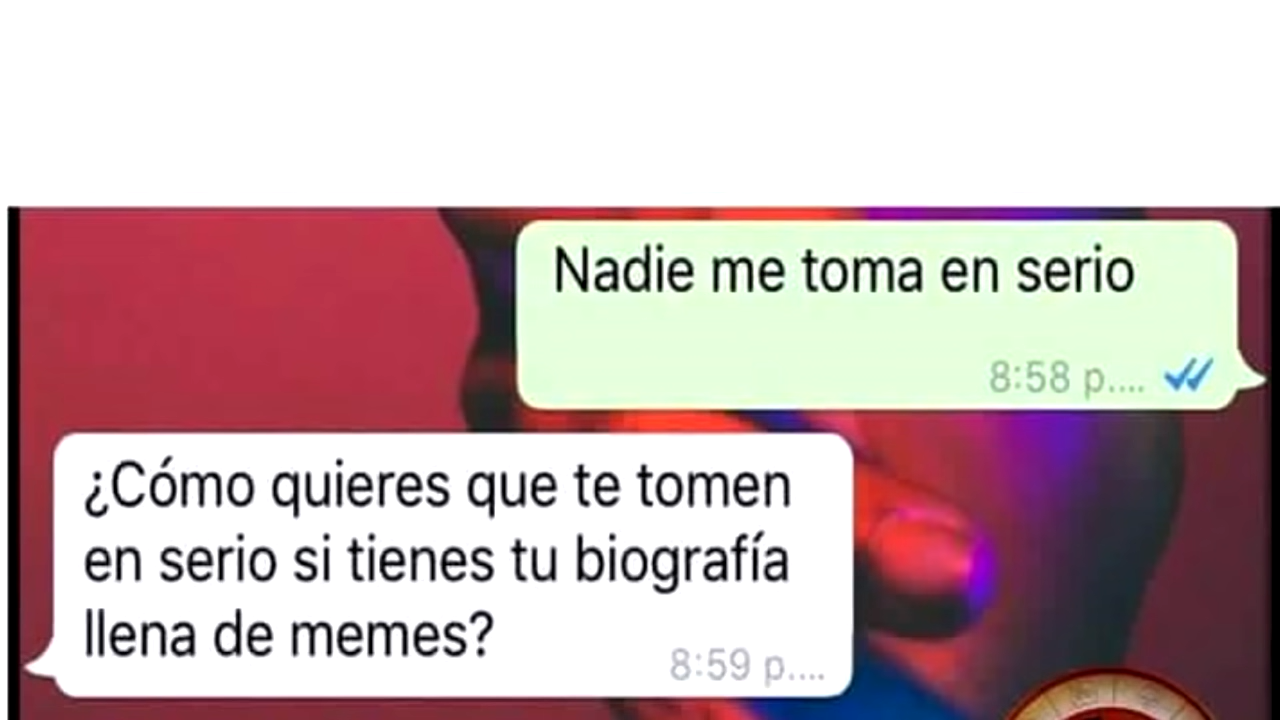 Nadie me toma en serio
8:58 p....
¿Cómo quieres que te tomen
en serio si tienes tu biografía
llena de memes?
8:59 p....